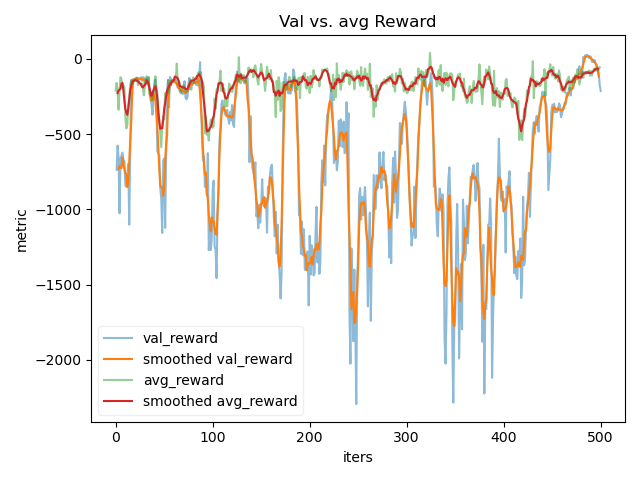 Val vs. avg Reward
metric
0
−500
−1000
−1500
−2000
val_reward
smoothed val_reward
avg_reward
smoothed avg_reward
0
100
200
300
400
500
iters